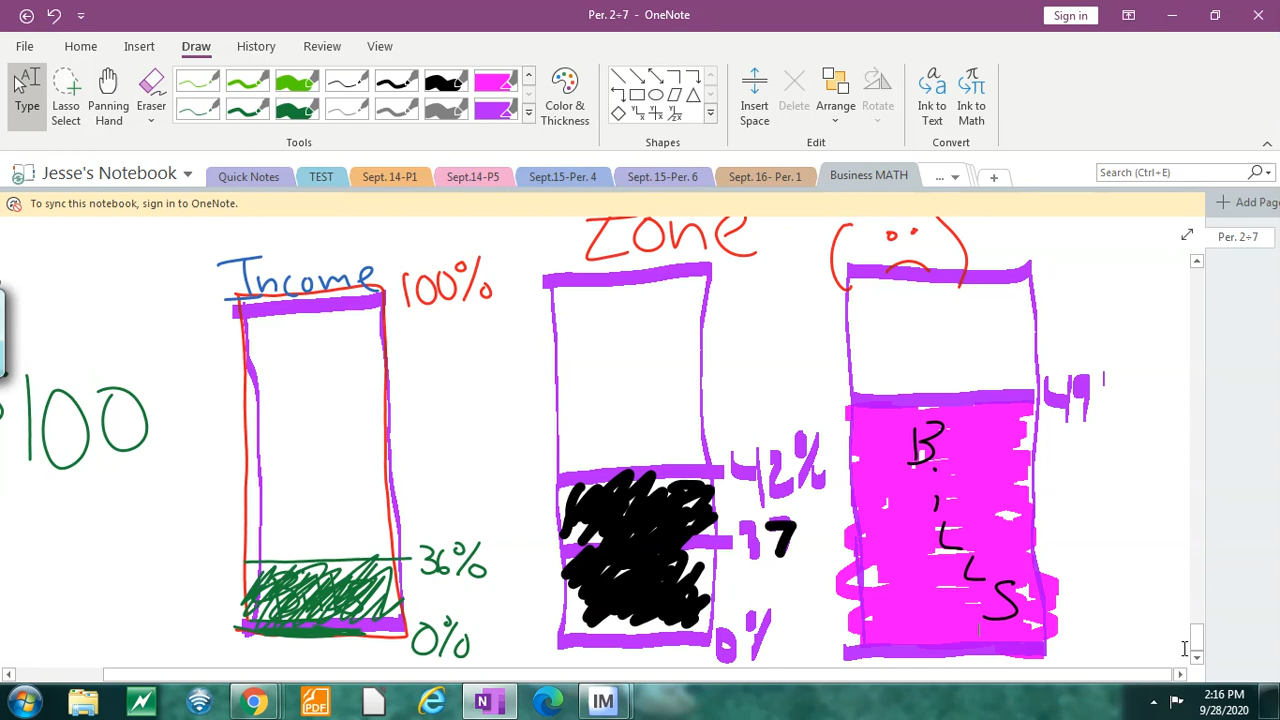 Per. 2÷7 - OneNote
Sign in
File Home Insert Draw History Review View
Type
Lasso Select
Panning Hand
Eraser
Color & Thickness
Insert Space
Delete
Arrange
Rotate
Ink to Text
Ink to Math
Tools
Shapes
Edit
Convert
Jesse's Notebook
Quick Notes TEST Sept. 14-P1 Sept.14-P5 Sept.15-Per. 4 Sept. 15-Per. 6 Sept. 16- Per. 1 Business MATH ...
Search (Ctrl+E)
To sync this notebook, sign in to OneNote.
Add Page
Per. 2÷7
Zone
Income
100%
100
36%
0%
42%
37
0%
49
BiLLS
IM
2:16 PM
9/28/2020